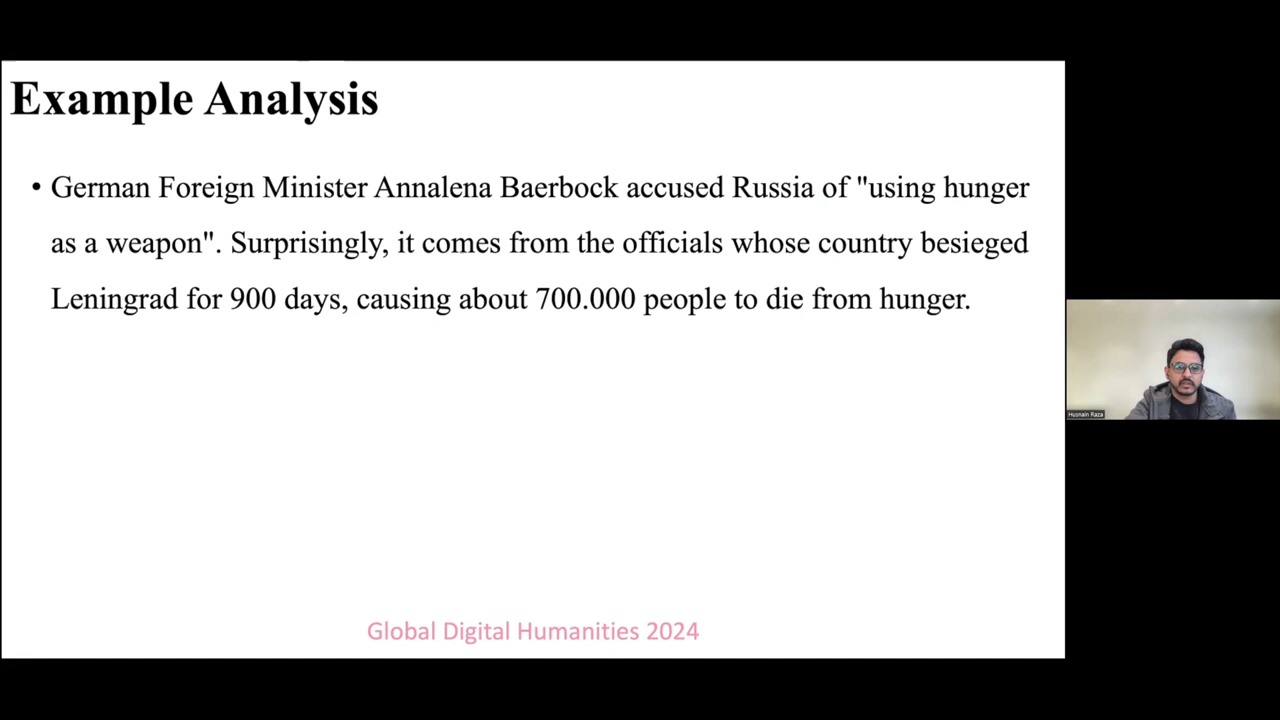 Example Analysis
• German Foreign Minister Annalena Baerbock accused Russia of "using hunger
as a weapon". Surprisingly, it comes from the officials whose country besieged
Leningrad for 900 days, causing about 700.000 people to die from hunger.
Husnain Raza
Global Digital Humanities 2024